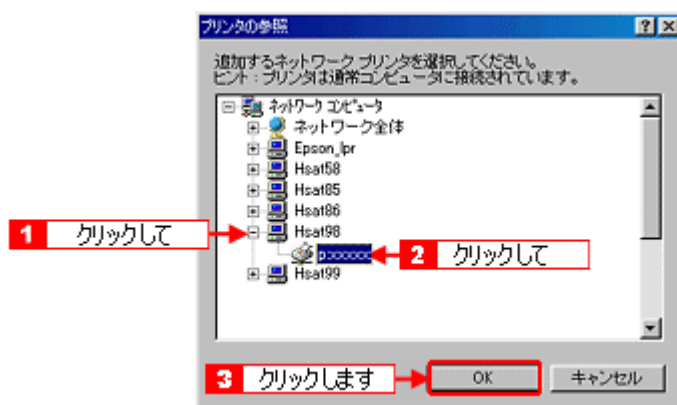 プリンタの参照
追加するネットワーク プリンタを選択してください。
ヒント：プリンタは通常コンピュータに接続されています。
ネットワーク コンピュータ
ネットワーク全体
Epson_lpr
Hsat58
Hsat85
Hsat86
1 クリックして
Hsat98
pxxxxxx
2 クリックして
Hsat99
3 クリックします
OK
キャンセル